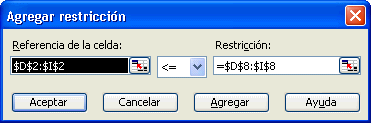 Agregar restricción
Referencia de la celda: Restricción:
$D$2:$I$2 <= =$D$8:$I$8
Aceptar Cancelar Agregar Ayuda